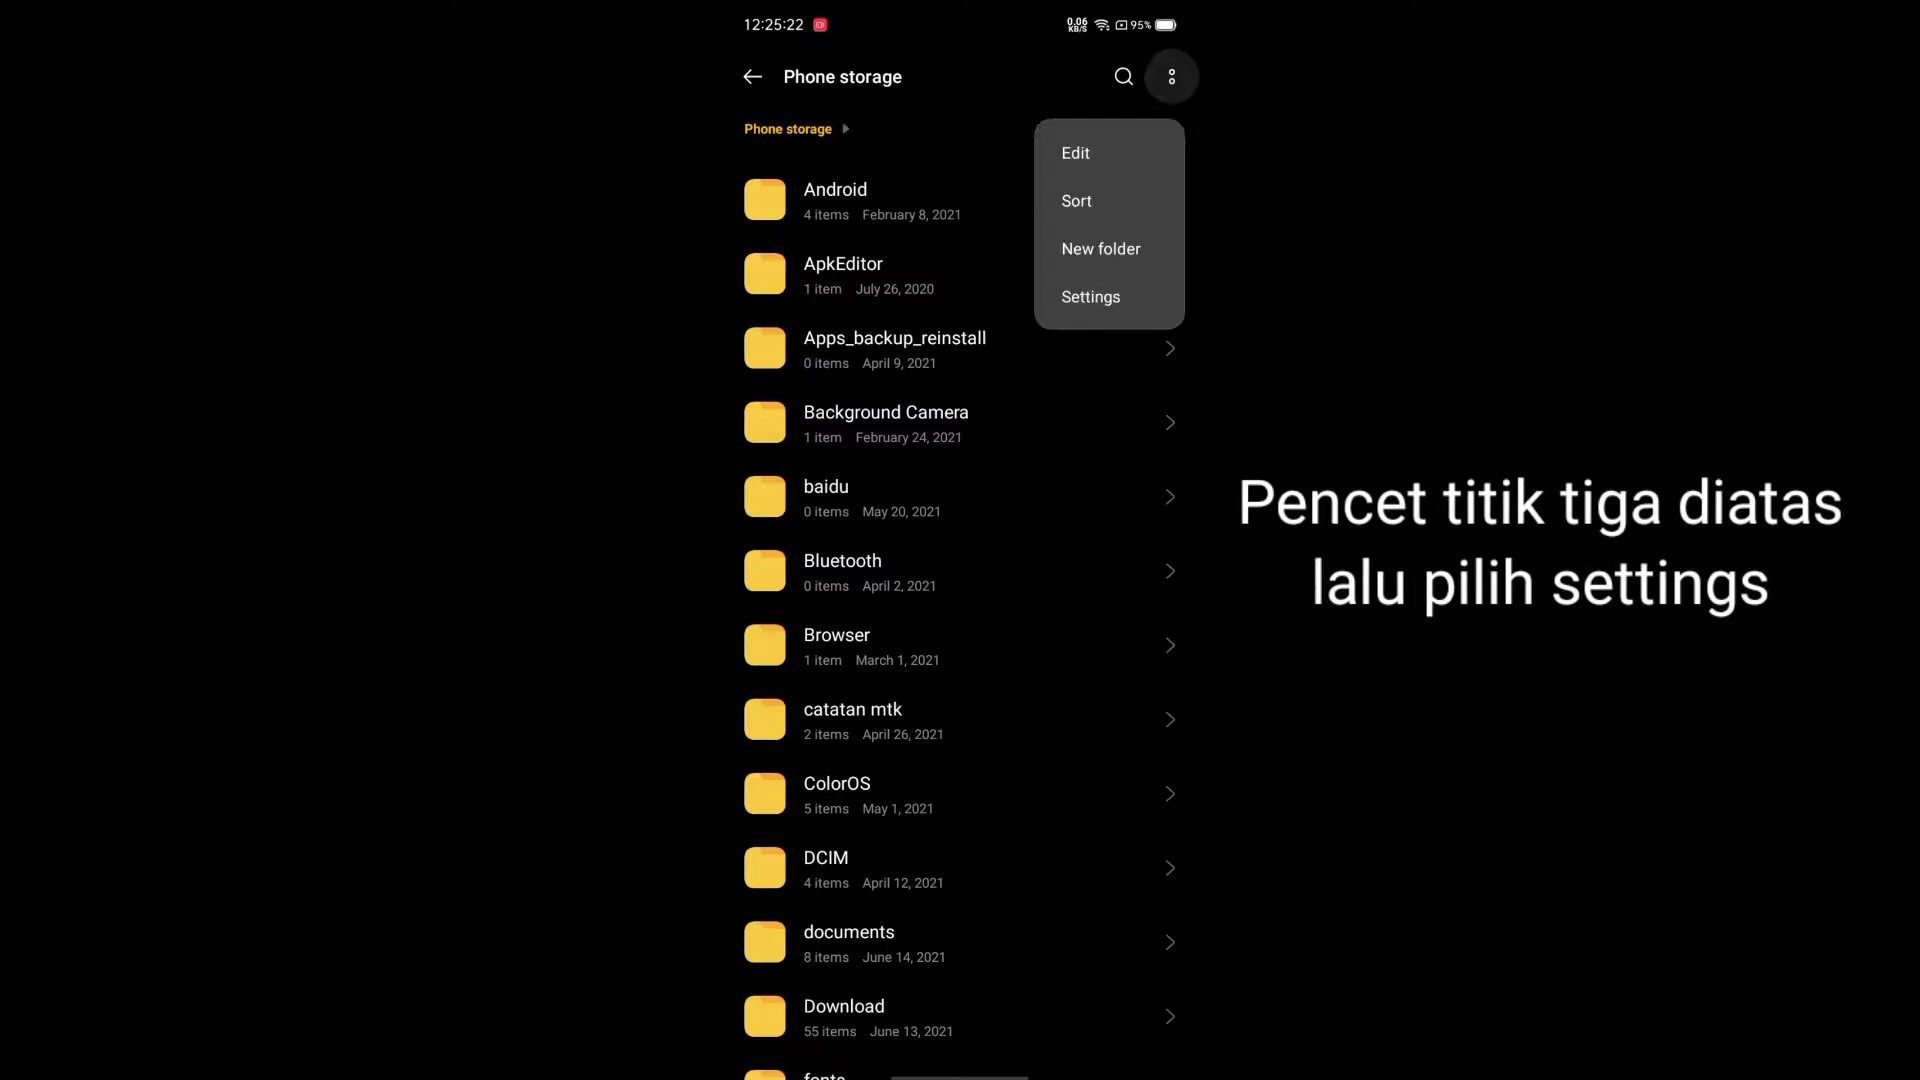 12:25:22
0.06 KB/S
95%
Phone storage
Phone storage
Edit
Sort
New folder
Settings
Android
4 items February 8, 2021
ApkEditor
1 item July 26, 2020
Apps_backup_reinstall
0 items April 9, 2021
Background Camera
1 item February 24, 2021
baidu
0 items May 20, 2021
Bluetooth
0 items April 2, 2021
Browser
1 item March 1, 2021
catatan mtk
2 items April 26, 2021
ColorOS
5 items May 1, 2021
DCIM
4 items April 12, 2021
documents
8 items June 14, 2021
Download
55 items June 13, 2021
Pencet titik tiga diatas
lalu pilih settings